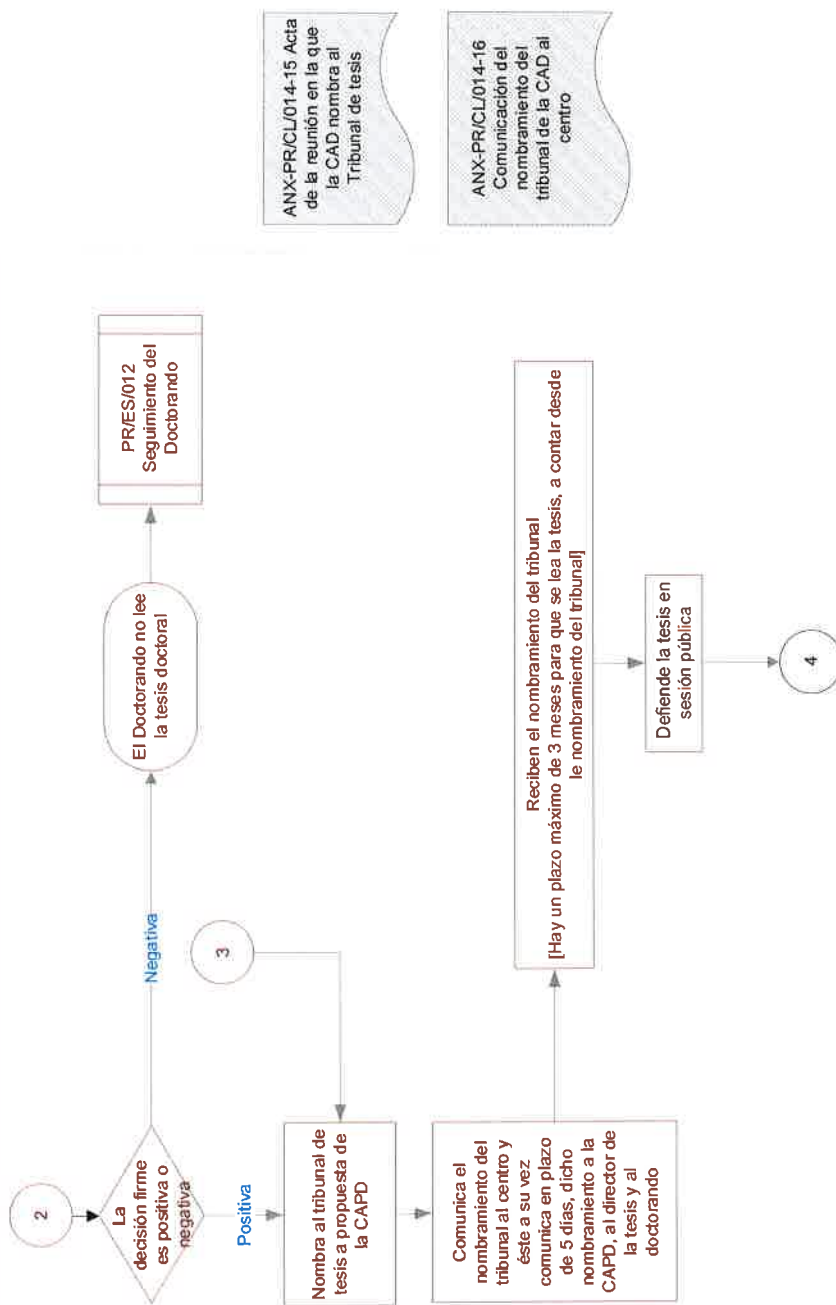 2
La
decisión firme
es positiva o
negativa
Negativa
El Doctorando no lee
la tesis doctoral
PR/ES/012
Seguimiento del
Doctorando
Positiva
3
Nombra al tribunal de
tesis a propuesta de
la CAPD
Comunica el
nombramiento del
tribunal al centro y
éste a su vez
comunica en plazo
de 5 días, dicho
nombramiento a la
CAPD, al director de
la tesis y al
doctorando
Reciben el nombramiento del tribunal
[Hay un plazo máximo de 3 meses para que se lea la tesis, a contar desde
le nombramiento del tribunal]
Defiende la tesis en
sesión pública
4
ANX-PR/CL/014-15 Acta
de la reunión en la que
la CAD nombra al
Tribunal de tesis
ANX-PR/CL/014-16
Comunicación del
nombramiento del
tribunal de la CAD al
centro